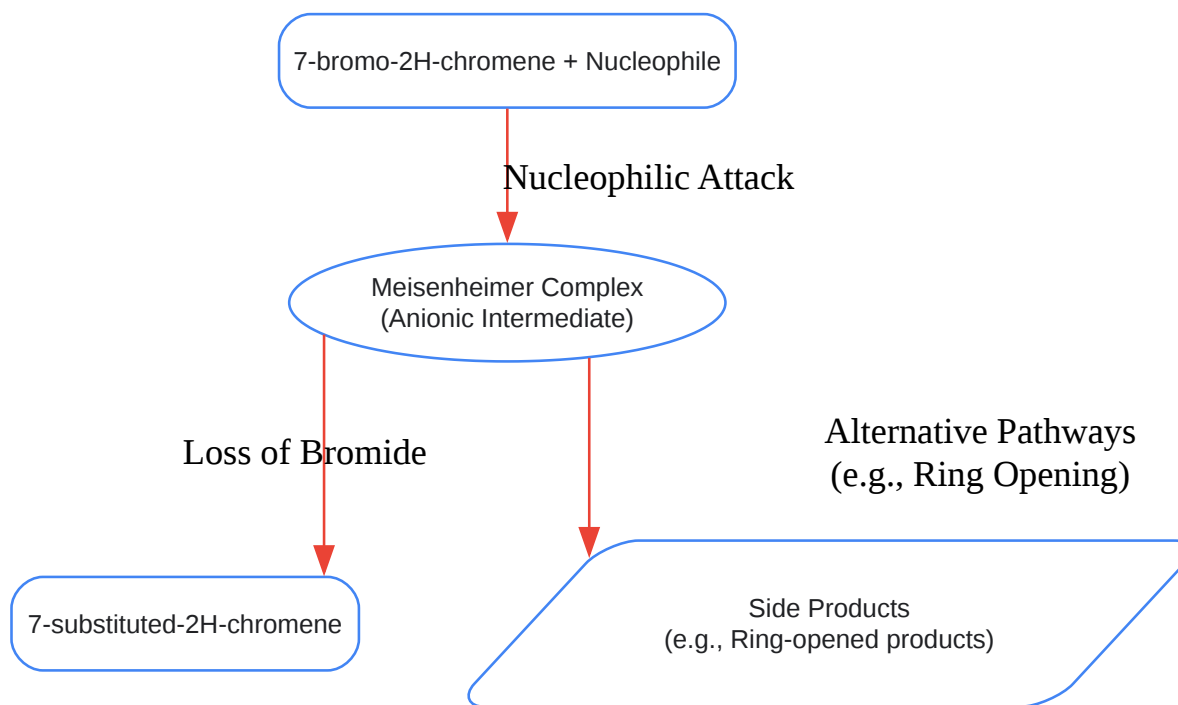 7-bromo-2H-chromene + Nucleophile
Nucleophilic Attack
Meisenheimer Complex
(Anionic Intermediate)
Loss of Bromide
Alternative Pathways
(e.g., Ring Opening)
7-substituted-2H-chromene
Side Products
(e.g., Ring-opened products)